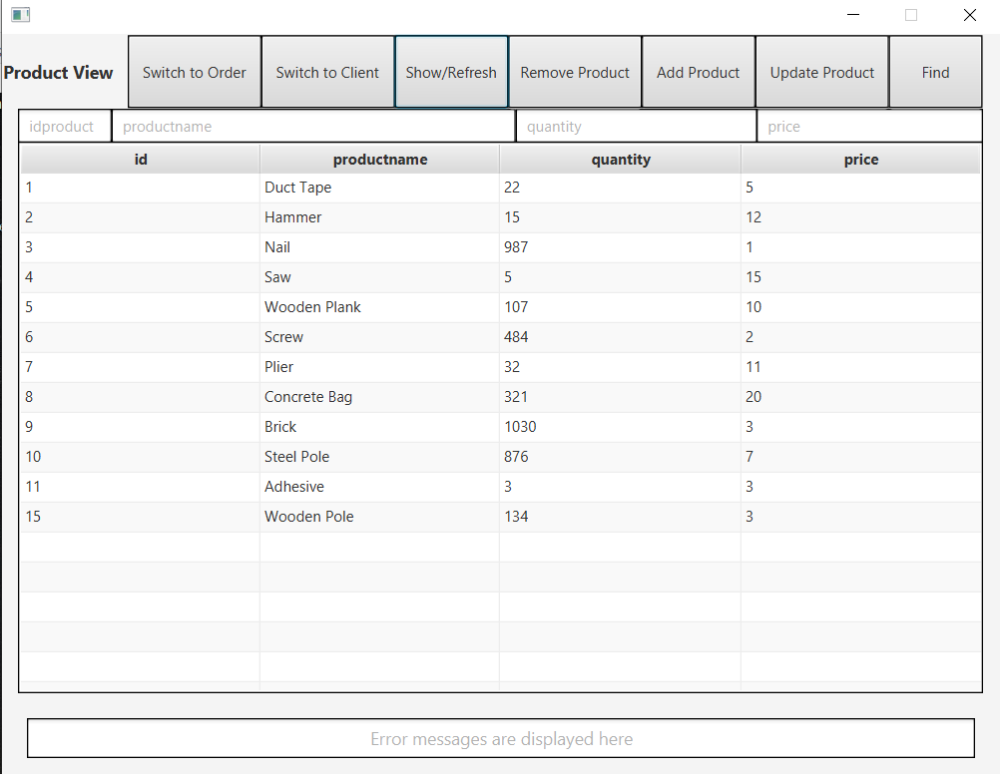 Product View Switch to Order Switch to Client Show/Refresh Remove Product Add Product Update Product Find
idproduct productname quantity price
id productname quantity price
1 Duct Tape 22 5
2 Hammer 15 12
3 Nail 987 1
4 Saw 5 15
5 Wooden Plank 107 10
6 Screw 484 2
7 Plier 32 11
8 Concrete Bag 321 20
9 Brick 1030 3
10 Steel Pole 876 7
11 Adhesive 3 3
15 Wooden Pole 134 3
Error messages are displayed here